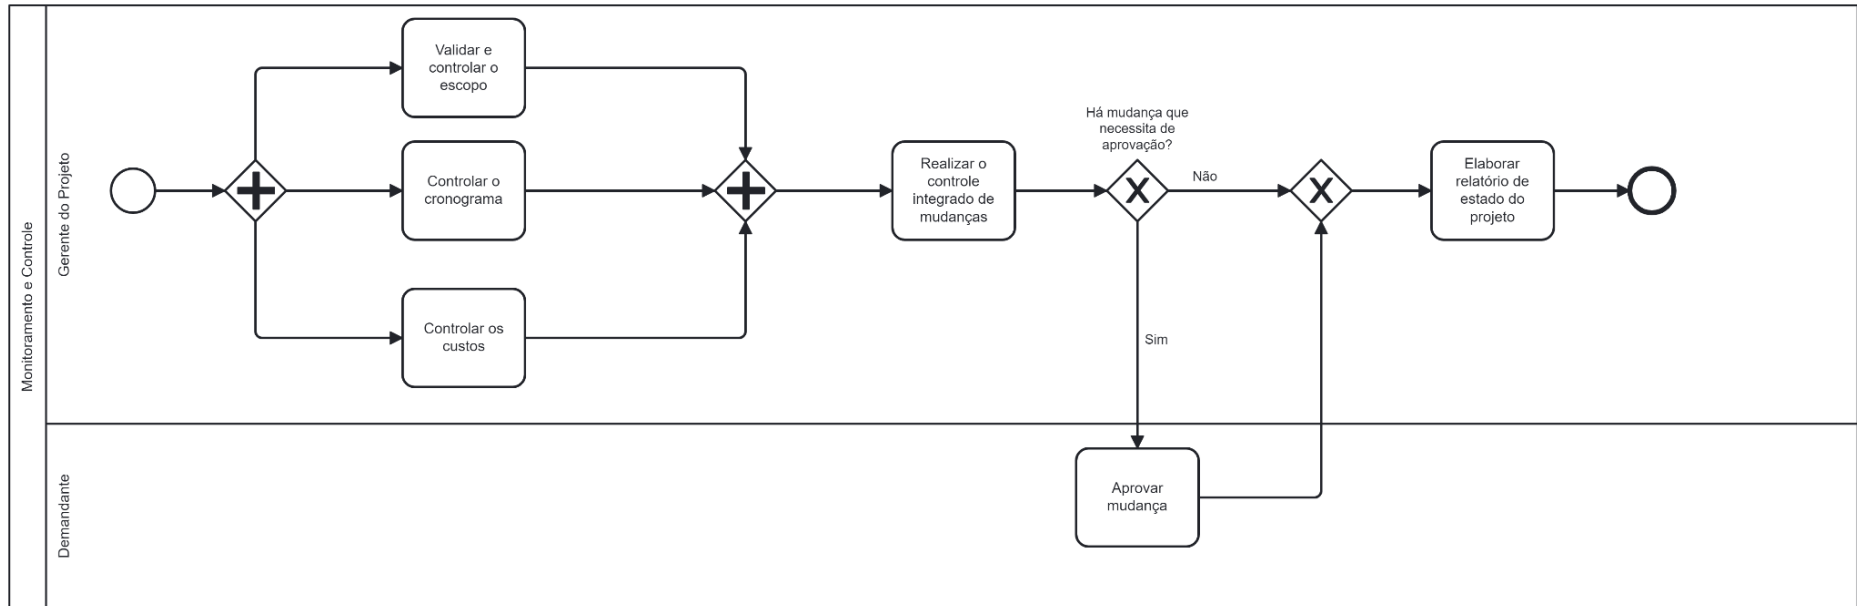 Monitoramento e Controle
Gerente do Projeto
Validar e
controlar o
escopo
Controlar o
cronograma
Controlar os
custos
Realizar o
controle
integrado de
mudanças
Há mudança que
necessita de
aprovação?
Não
Sim
Elaborar
relatório de
estado do
projeto
Demandante
Aprovar
mudança